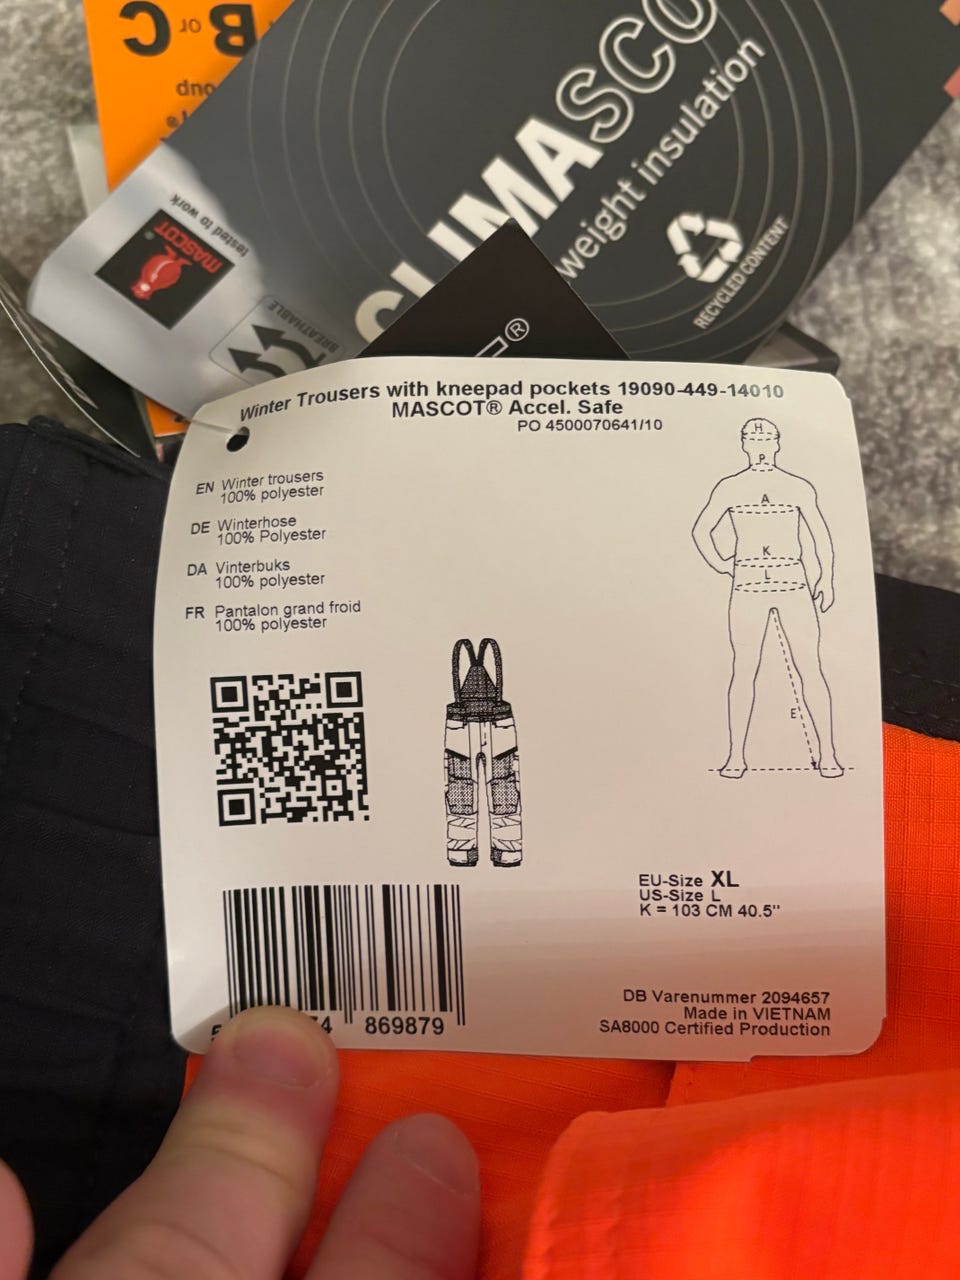 B or C
CLIMASCO
weight insulation
RECYCLED CONTENT
MASCOT®
tested to work
BREATHABLE
®
Winter Trousers with kneepad pockets 19090-449-14010
MASCOT® Accel. Safe
PO 4500070641/10
EN Winter trousers
100% polyester
DE Winterhose
100% Polyester
DA Vinterbuks
100% polyester
FR Pantalon grand froid
100% polyester
H
P
A
K
L
E
EU-Size XL
US-Size L
K = 103 CM 40.5"
DB Varenummer 2094657
Made in VIETNAM
SA8000 Certified Production
869879